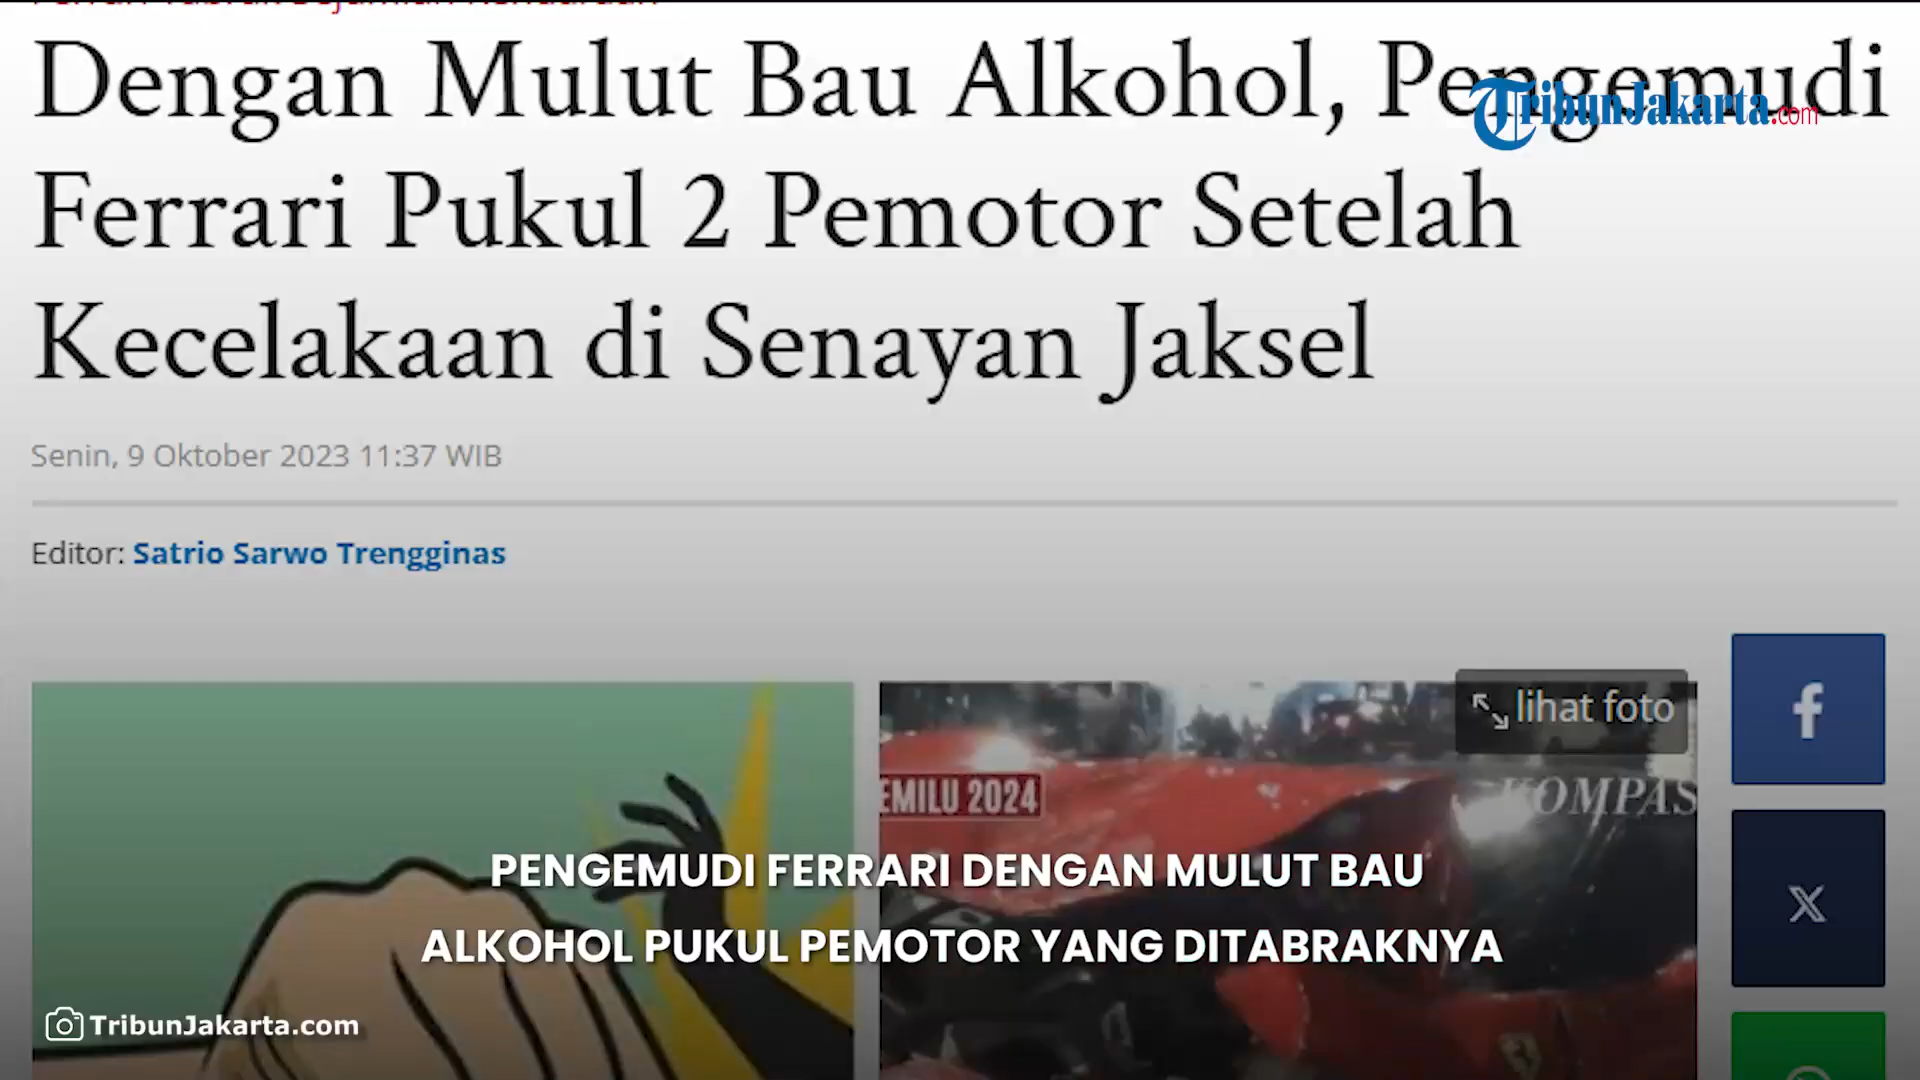 Dengan Mulut Bau Alkohol, Pengemudi
TribunJakarta.com
Ferrari Pukul 2 Pemotor Setelah
Kecelakaan di Senayan Jaksel
Senin, 9 Oktober 2023 11:37 WIB
Editor: Satrio Sarwo Trengginas
lihat foto
EMILU 2024
KOMPAS
PENGEMUDI FERRARI DENGAN MULUT BAU
ALKOHOL PUKUL PEMOTOR YANG DITABRAKNYA
TribunJakarta.com